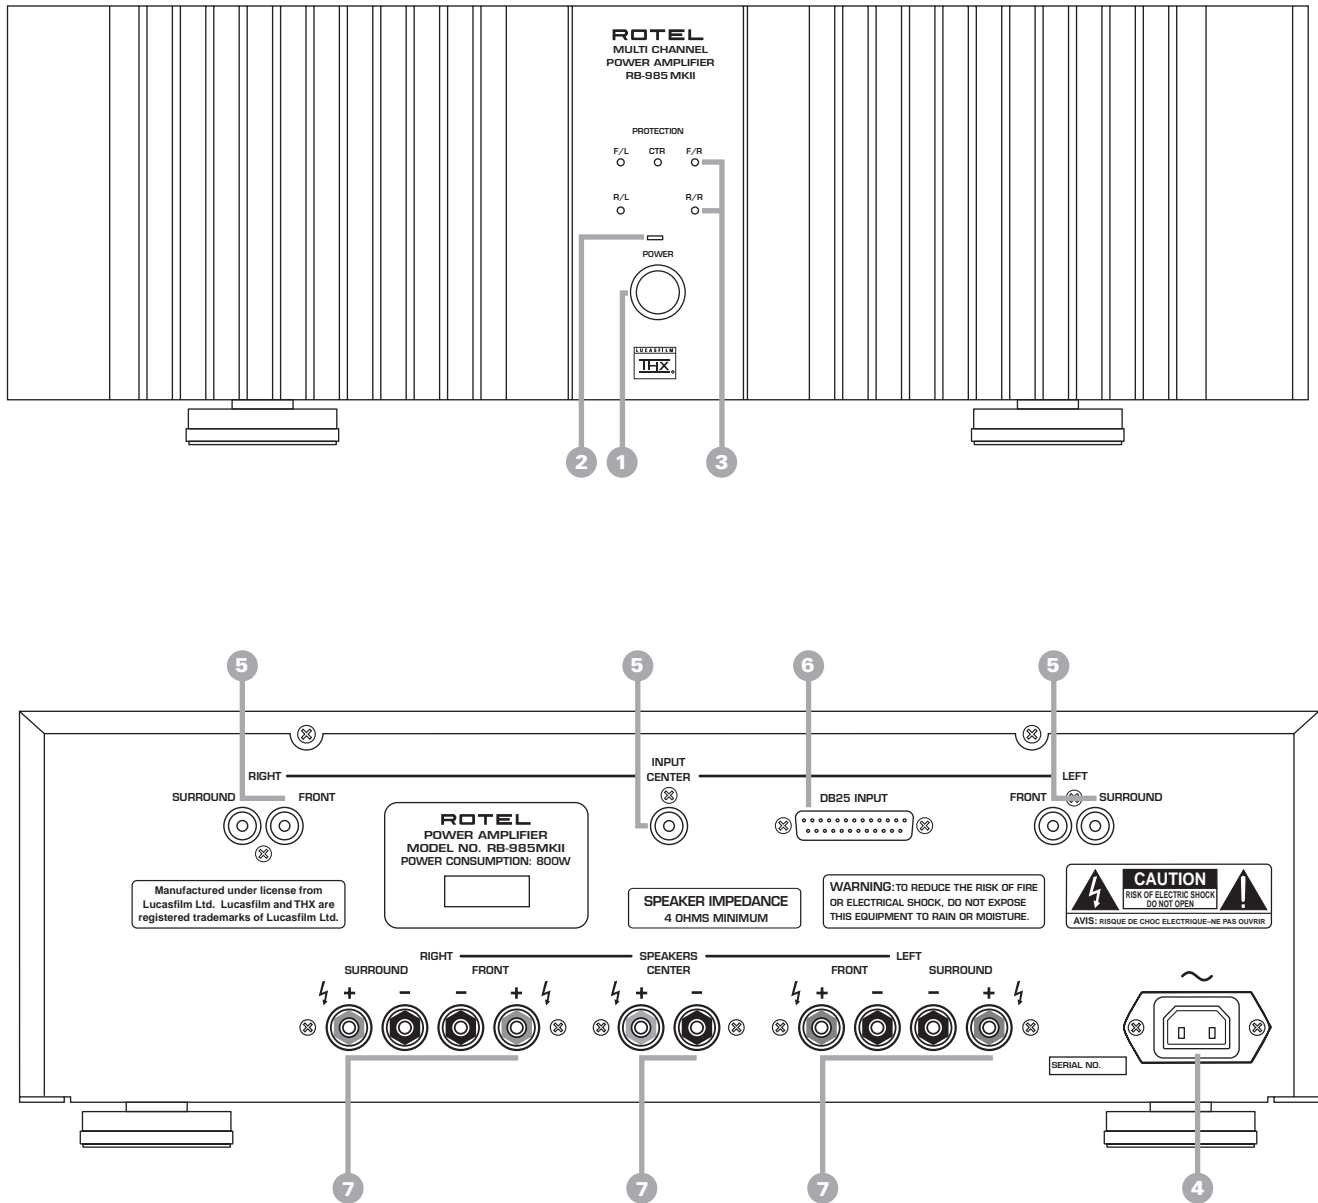 ROTEL
MULTI CHANNEL
POWER AMPLIFIER
RB-985 MKII
PROTECTION
F/L CTR F/R
R/L R/R
POWER
LUCASFILM
THX®
2 1 3
5 5 6 5
INPUT
RIGHT CENTER LEFT
SURROUND FRONT
DB25 INPUT
FRONT SURROUND
ROTEL
POWER AMPLIFIER
MODEL NO. RB-985MKII
POWER CONSUMPTION: 800W
Manufactured under license from
Lucasfilm Ltd. Lucasfilm and THX are
registered trademarks of Lucasfilm Ltd.
SPEAKER IMPEDANCE
4 OHMS MINIMUM
WARNING: TO REDUCE THE RISK OF FIRE
OR ELECTRICAL SHOCK, DO NOT EXPOSE
THIS EQUIPMENT TO RAIN OR MOISTURE.
CAUTION
RISK OF ELECTRIC SHOCK
DO NOT OPEN
AVIS: RISQUE DE CHOC ELECTRIQUE–NE PAS OUVRIR
RIGHT SPEAKERS LEFT
SURROUND FRONT CENTER FRONT SURROUND
+ – – + + – + – – +
SERIAL NO.
7 7 7 4